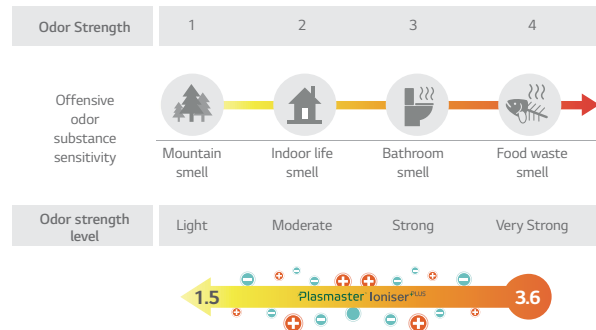 Odor Strength 1 2 3 4
Offensive
odor
substance
sensitivity
Mountain
smell
Indoor life
smell
Bathroom
smell
Food waste
smell
Odor strength
level
Light Moderate Strong Very Strong
1.5 Plasmaster Ioniser PLUS 3.6